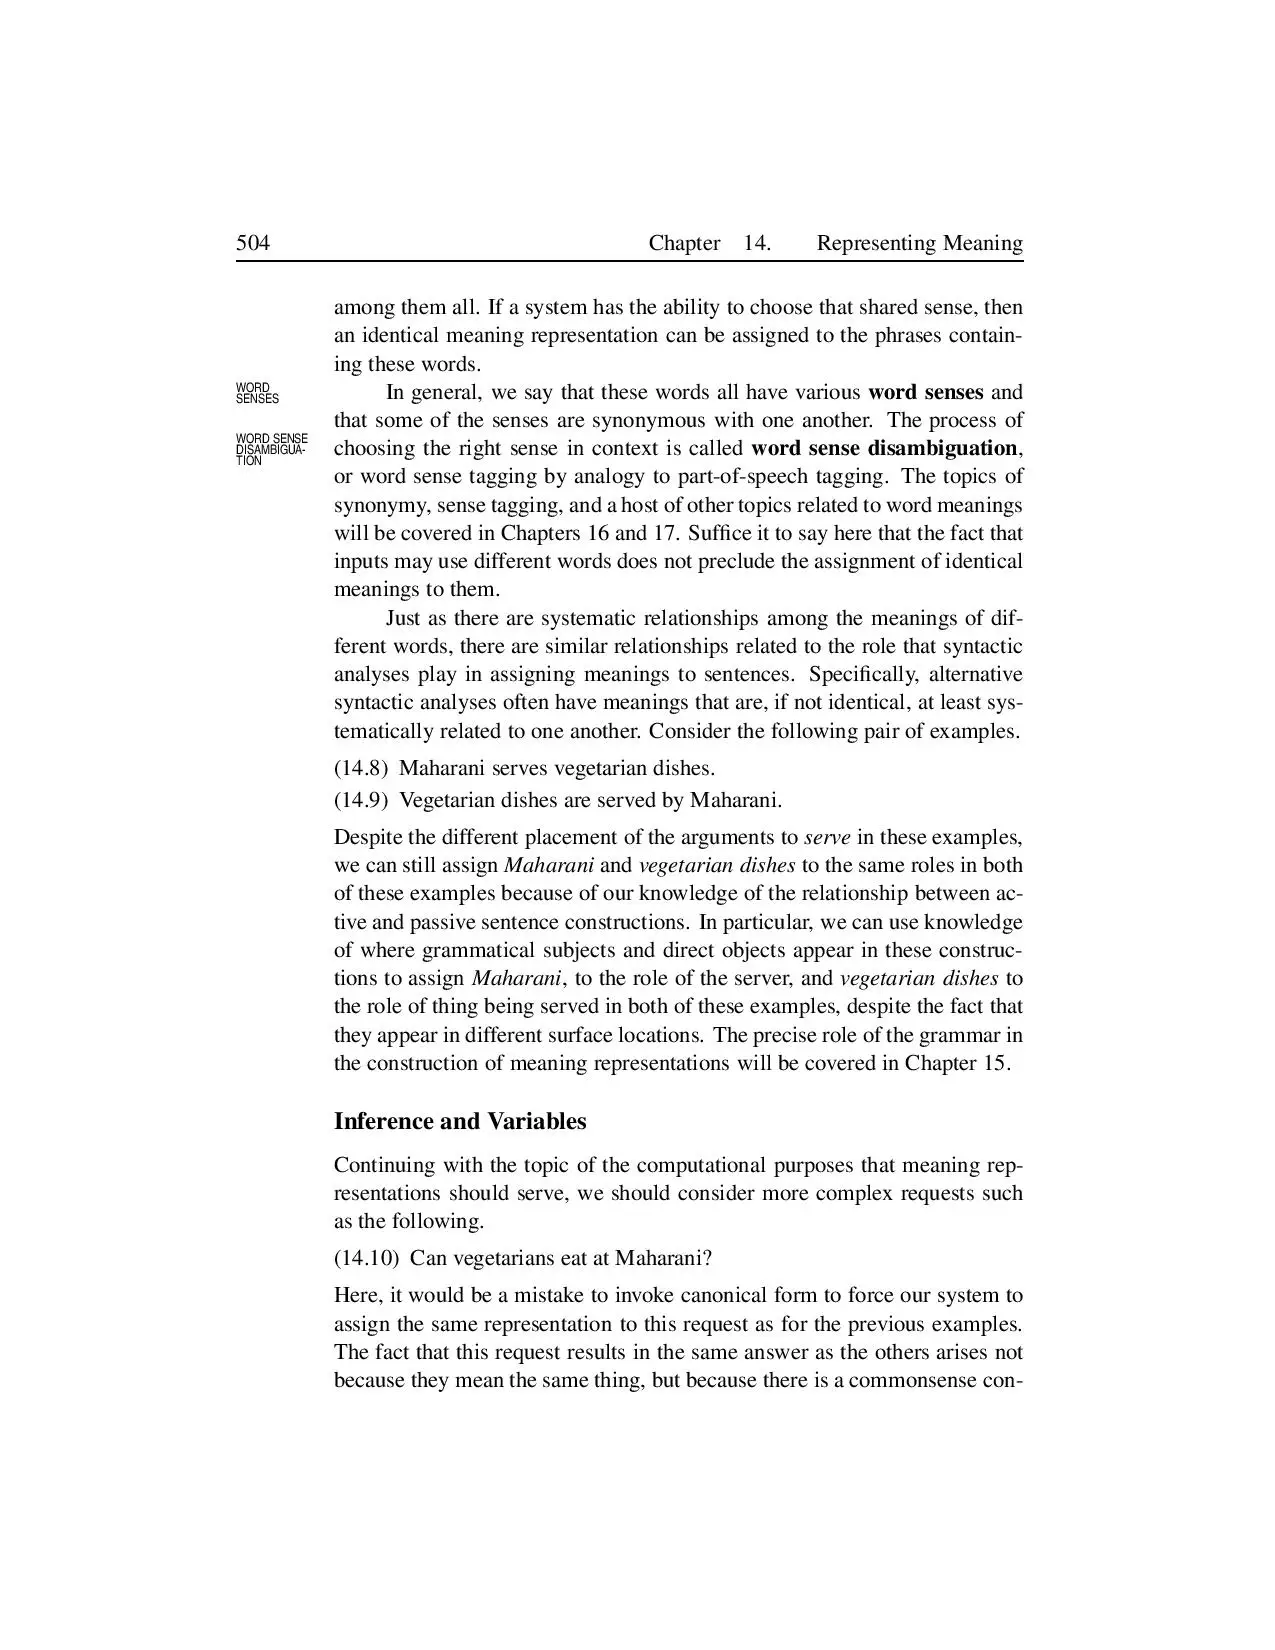 504 Chapter 14. Representing Meaning
among them all. If a system has the ability to choose that shared sense, then
an identical meaning representation can be assigned to the phrases contain-
ing these words.
WORD
SENSES
In general, we say that these words all have various word senses and
that some of the senses are synonymous with one another. The process of
WORD SENSE
DISAMBIGUA-
TION
choosing the right sense in context is called word sense disambiguation,
or word sense tagging by analogy to part-of-speech tagging. The topics of
synonymy, sense tagging, and a host of other topics related to word meanings
will be covered in Chapters 16 and 17. Suffice it to say here that the fact that
inputs may use different words does not preclude the assignment of identical
meanings to them.
Just as there are systematic relationships among the meanings of dif-
ferent words, there are similar relationships related to the role that syntactic
analyses play in assigning meanings to sentences. Specifically, alternative
syntactic analyses often have meanings that are, if not identical, at least sys-
tematically related to one another. Consider the following pair of examples.
(14.8) Maharani serves vegetarian dishes.
(14.9) Vegetarian dishes are served by Maharani.
Despite the different placement of the arguments to serve in these examples,
we can still assign Maharani and vegetarian dishes to the same roles in both
of these examples because of our knowledge of the relationship between ac-
tive and passive sentence constructions. In particular, we can use knowledge
of where grammatical subjects and direct objects appear in these construc-
tions to assign Maharani, to the role of the server, and vegetarian dishes to
the role of thing being served in both of these examples, despite the fact that
they appear in different surface locations. The precise role of the grammar in
the construction of meaning representations will be covered in Chapter 15.
Inference and Variables
Continuing with the topic of the computational purposes that meaning rep-
resentations should serve, we should consider more complex requests such
as the following.
(14.10) Can vegetarians eat at Maharani?
Here, it would be a mistake to invoke canonical form to force our system to
assign the same representation to this request as for the previous examples.
The fact that this request results in the same answer as the others arises not
because they mean the same thing, but because there is a commonsense con-